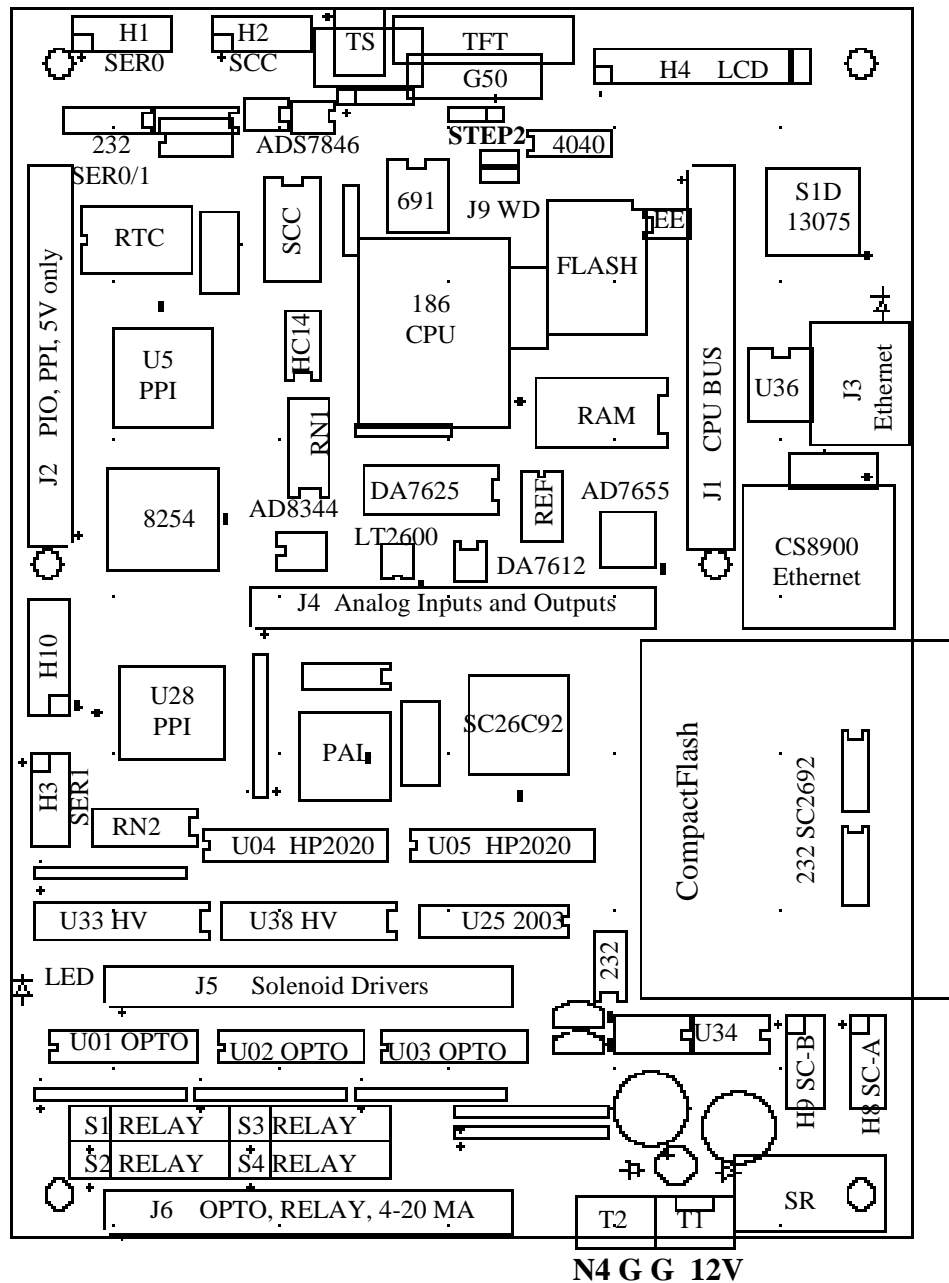 H1
SER0
H2
SCC
TS
TFT
G50
H4 LCD
232
SER0/1
ADS7846
STEP2
4040
RTC
SCC
691
J9 WD
FLASH
EE
S1D
13075
J2 PIO, PPI, 5V only
U5
PPI
HC14
186
CPU
RN1
RAM
J1 CPU BUS
U36
J3
Ethernet
8254
AD8344
DA7625
LT2600
REF
AD7655
DA7612
CS8900
Ethernet
J4 Analog Inputs and Outputs
H10
U28
PPI
PAL
SC26C92
CompactFlash
232 SC2692
H3
SER1
RN2
U04 HP2020
U05 HP2020
U33 HV
U38 HV
U25 2003
232
LED
J5 Solenoid Drivers
U01 OPTO
U02 OPTO
U03 OPTO
U34
H9 SC-B
H8 SC-A
S1 RELAY
S3 RELAY
S2 RELAY
S4 RELAY
J6 OPTO, RELAY, 4-20 MA
T2
T1
SR
N4 G G 12V